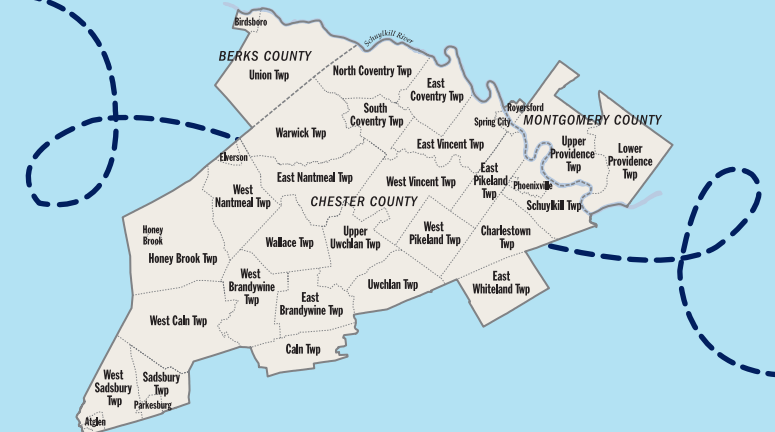 Birdsboro
BERKS COUNTY
Union Twp
Schuylkill River
North Coventry Twp
East
Coventry Twp
South
Coventry Twp
Warwick Twp
Royersford
Spring City
MONTGOMERY COUNTY
Upper
Providence
Twp
Lower
Providence
Twp
East Vincent Twp
Elverson
East Nantmeal Twp
West Vincent Twp
East
Pikeland
Twp
Phoenixville
West
Nantmeal Twp
CHESTER COUNTY
Schuylkill Twp
Honey
Brook
Honey Brook Twp
Wallace Twp
Upper
Uwchlan Twp
West
Pikeland Twp
Charlestown
Twp
West
Brandywine
Twp
East
Brandywine Twp
Uwchlan Twp
East
Whiteland Twp
West Caln Twp
Caln Twp
West
Sadsbury
Twp
Sadsbury
Twp
Parkesburg
Atglen